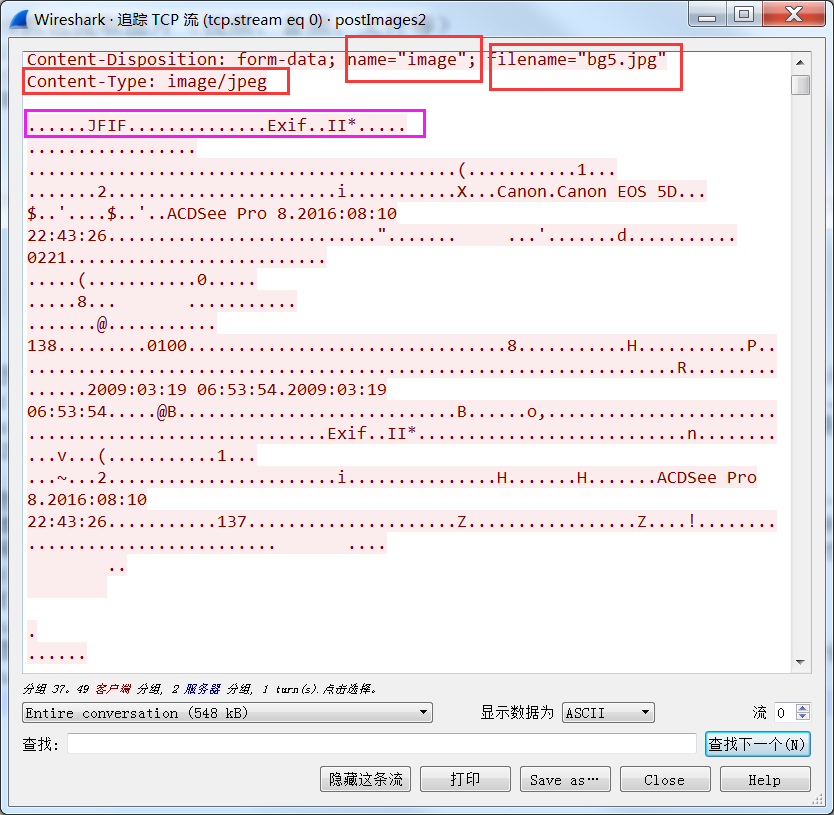 Wireshark · 追踪 TCP 流 (tcp.stream eq 0) · postImages2
Content-Disposition: form-data; name="image"; filename="bg5.jpg"
Content-Type: image/jpeg
......JFIF..............Exif..II*.....
.................
...........................................(...........1...
.......2.......................i...........X...Canon.Canon EOS 5D...
$..'....$..'..ACDSee Pro 8.2016:08:10
22:43:26..........................."....... ...'.......d...........
0221..........................
.....(...........0.....
.....8... ...........
.......@...........
138.........0100................................8...........H...........P..
.................................................................R.........
......2009:03:19 06:53:54.2009:03:19
06:53:54.....@B............................B......o,.......................
..............................Exif..II*...........................n........
...v...(...........1...
...~...2.......................i...............H.......H.......ACDSee Pro
8.2016:08:10
22:43:26...........137.....................Z.................Z....!........
......................... ....
..
.
......
分组 37。49 客户端 分组, 2 服务器 分组, 1 turn(s).点击选择。
Entire conversation (548 kB) 显示数据为 ASCII 流 0
查找: 查找下一个(N)
隐藏这条流 打印 Save as… Close Help